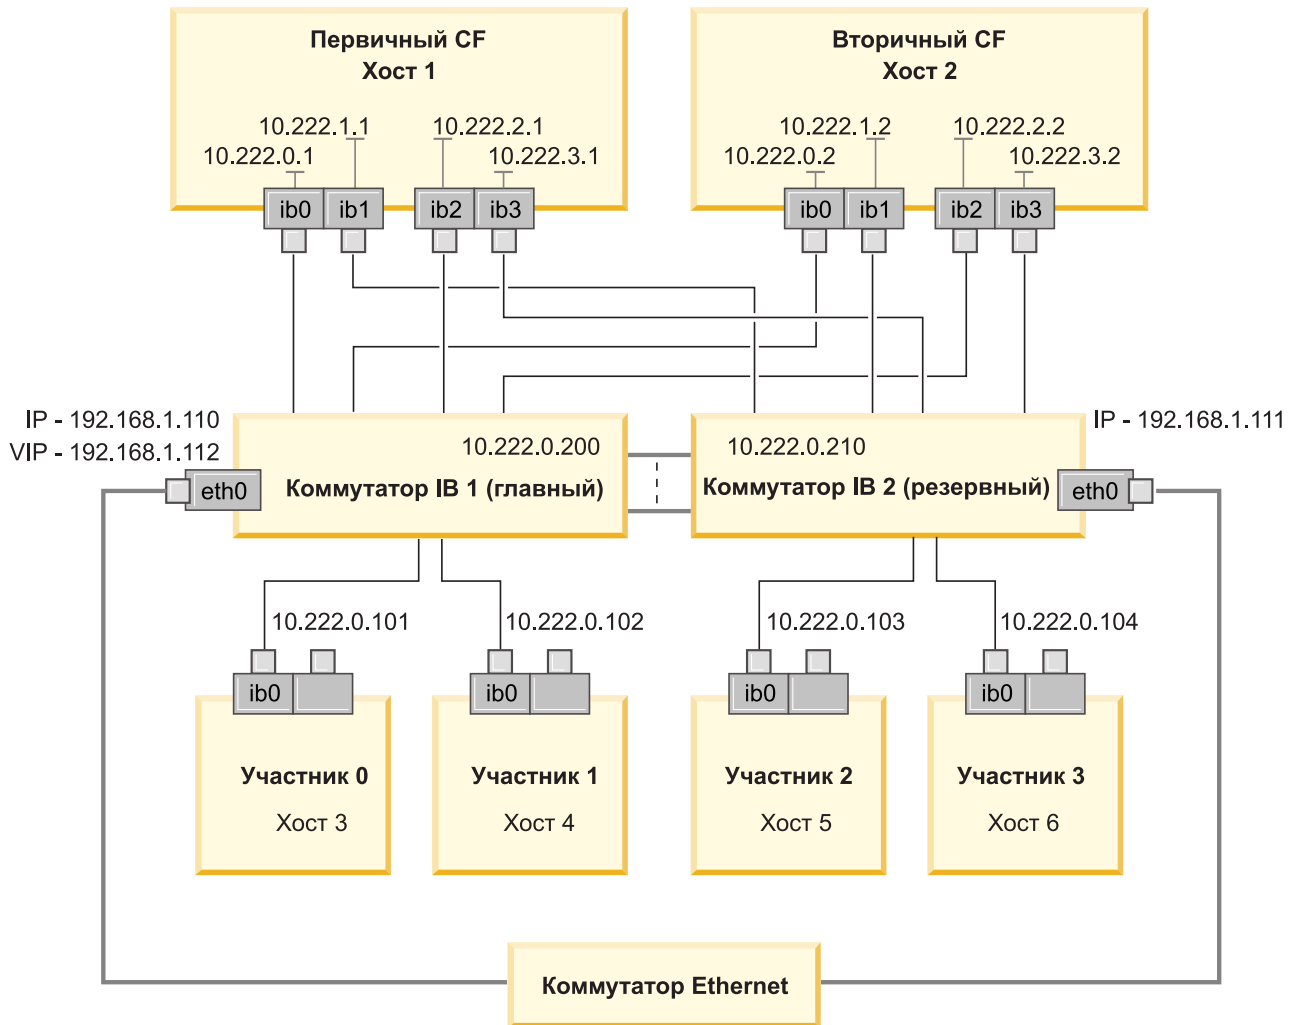 Первичный CF
Хост 1
Вторичный CF
Хост 2
10.222.1.1
10.222.2.1
10.222.0.1
10.222.3.1
10.222.1.2
10.222.2.2
10.222.0.2
10.222.3.2
ib0
ib1
ib2
ib3
ib0
ib1
ib2
ib3
IP - 192.168.1.110
VIP - 192.168.1.112
IP - 192.168.1.111
10.222.0.200
10.222.0.210
eth0
Коммутатор IB 1 (главный)
Коммутатор IB 2 (резервный)
eth0
10.222.0.101
10.222.0.102
10.222.0.103
10.222.0.104
ib0
ib0
ib0
ib0
Участник 0
Хост 3
Участник 1
Хост 4
Участник 2
Хост 5
Участник 3
Хост 6
Коммутатор Ethernet